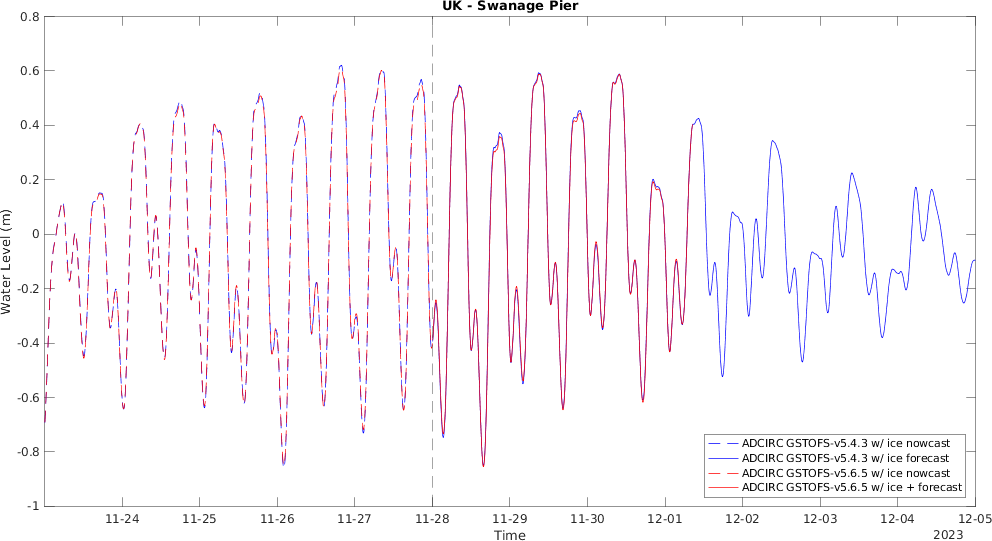 UK - Swanage Pier
Water Level (m)
0.8
0.6
0.4
0.2
0
-0.2
-0.4
-0.6
-0.8
-1
ADCIRC GSTOFS-v5.4.3 w/ ice nowcast
ADCIRC GSTOFS-v5.4.3 w/ ice forecast
ADCIRC GSTOFS-v5.6.5 w/ ice nowcast
ADCIRC GSTOFS-v5.6.5 w/ ice + forecast
11-24 11-25 11-26 11-27 11-28 11-29 11-30 12-01 12-02 12-03 12-04 12-05
Time
2023